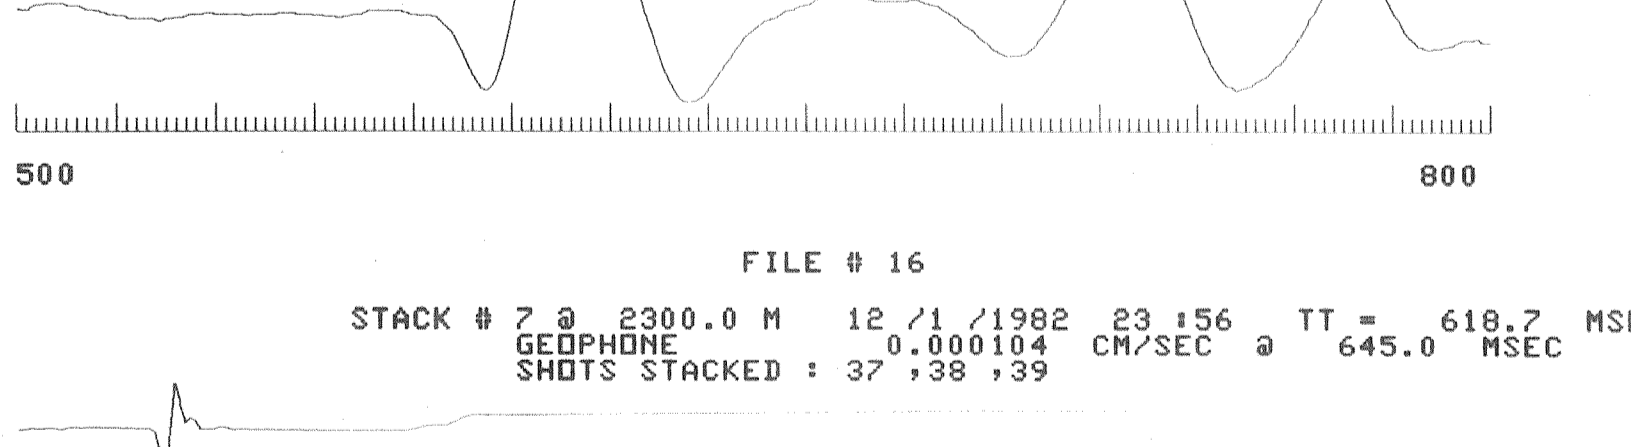 500 800
FILE # 16
STACK # 7 @ 2300.0 M 12 /1 /1982 23 :56 TT = 618.7
GEOPHONE 0.000104 CM/SEC @ 645.0 MSEC
SHOTS STACKED : 37 ,38 ,39